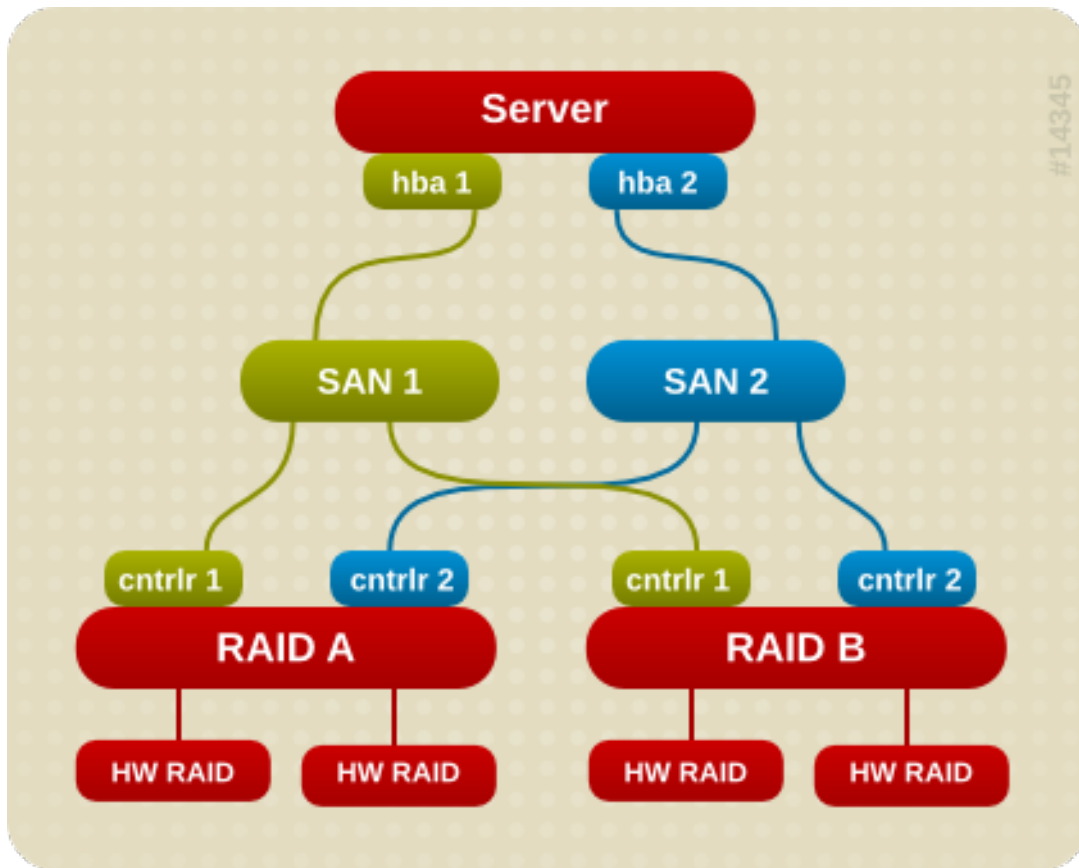 Server
#14345
hba 1
hba 2
SAN 1
SAN 2
cntrlr 1
cntrlr 2
cntrlr 1
cntrlr 2
RAID A
RAID B
HW RAID
HW RAID
HW RAID
HW RAID